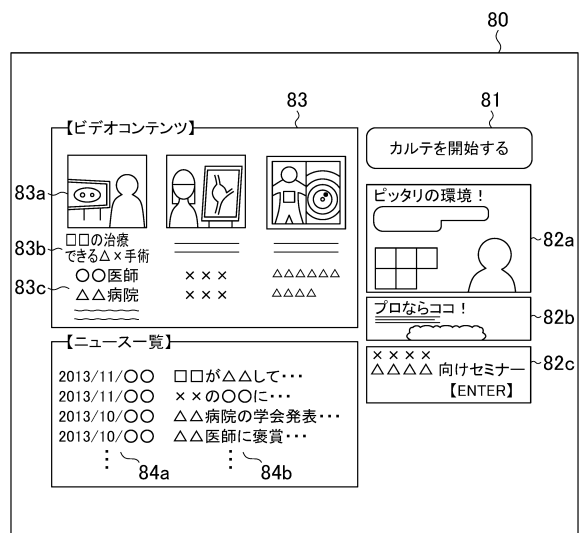 80
83
81
【ビデオコンテンツ】
カルテを開始する
83a
83b
□□の治療
できる△×手術
83c
○○医師
△△病院
×××
×××
△△△△△△
△△△△
ピッタリの環境！
82a
プロならココ！
82b
××××
△△△△ 向けセミナー
【ENTER】
82c
【ニュース一覧】
2013/11/○○ □□が△△して･･･
2013/11/○○ ××の○○に･･･
2013/10/○○ △△病院の学会発表･･･
2013/10/○○ △△医師に褒賞･･･
84a
84b